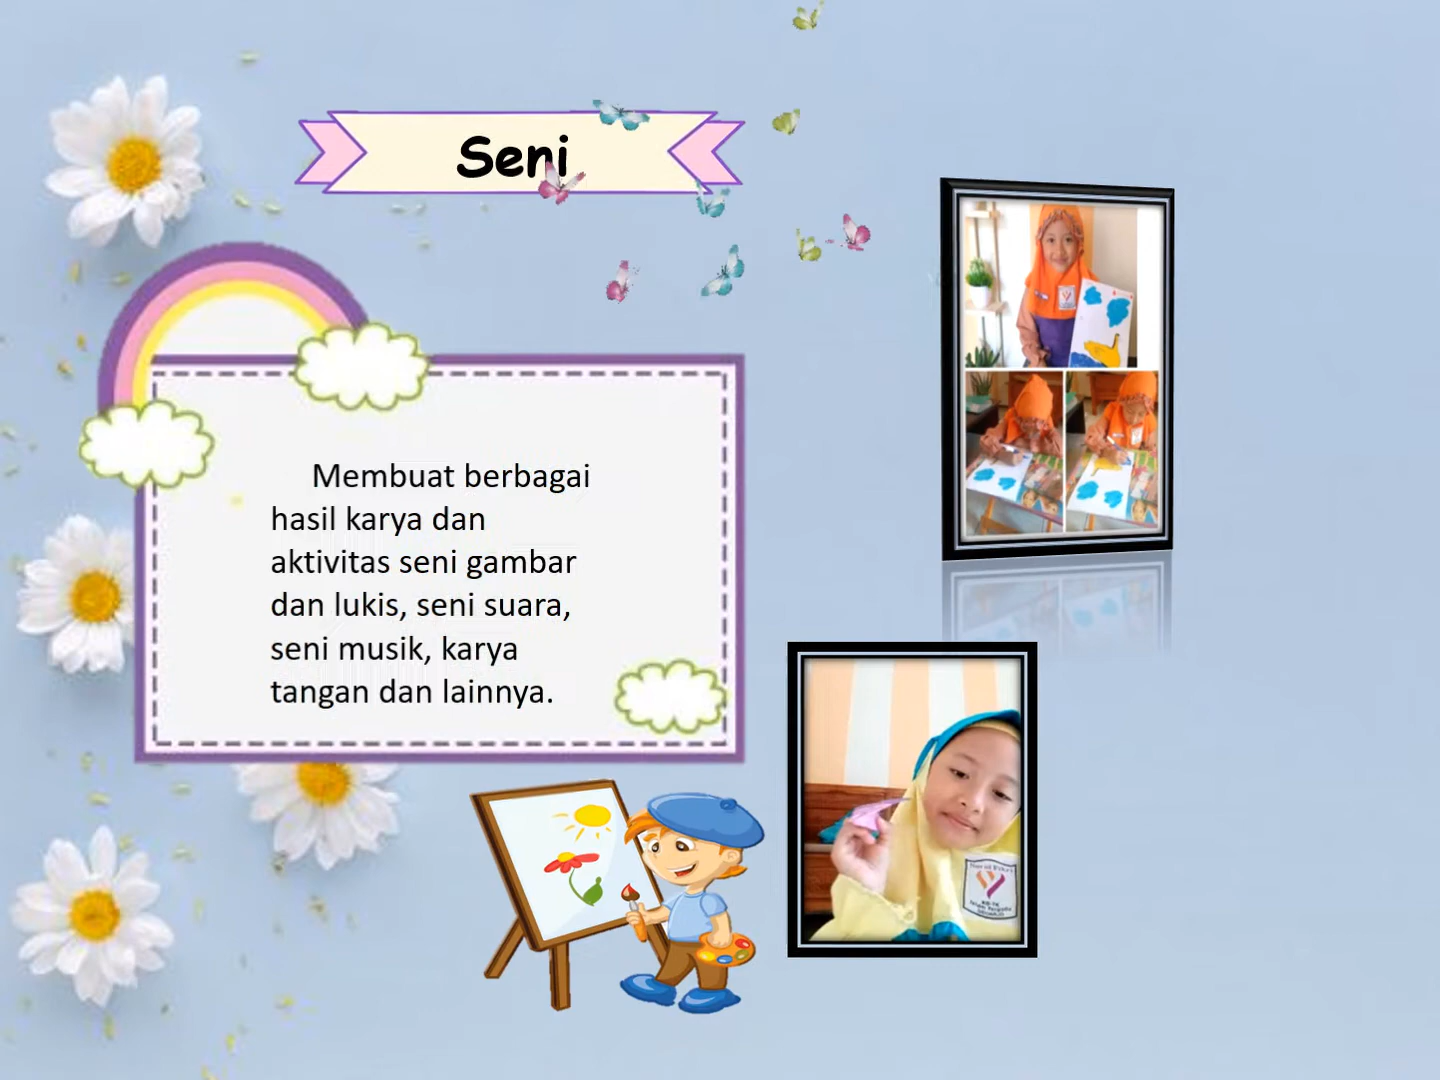 Seni
Membuat berbagai
hasil karya dan
aktivitas seni gambar
dan lukis, seni suara,
seni musik, karya
tangan dan lainnya.